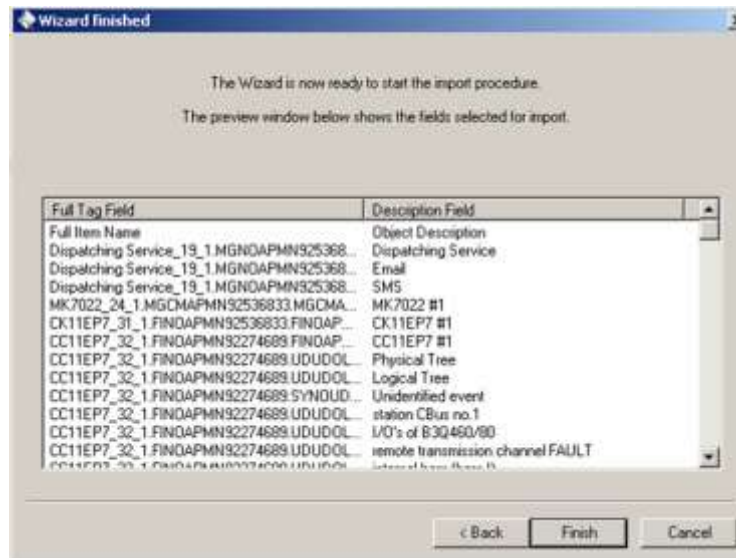 Wizard finished
The Wizard is now ready to start the import procedure.
The preview window below shows the fields selected for import.
Full Tag Field Description Field
Full Item Name Object Description
Dispatching Service_19_1.MGNOAPMN925368... Dispatching Service
Dispatching Service_19_1.MGNOAPMN925368... Email
Dispatching Service_19_1.MGNOAPMN925368... SMS
MK7022_24_1.MGCMAPMN92536833.MGCMA... MK7022 #1
CK11EP7_31_1.FINOAPMN92536833.FINOAP... CK11EP7 #1
CC11EP7_32_1.FINOAPMN92274689.FINOAP... CC11EP7 #1
CC11EP7_32_1.FINOAPMN92274689.UDUDOL... Physical Tree
CC11EP7_32_1.FINOAPMN92274689.UDUDOL... Logical Tree
CC11EP7_32_1.FINOAPMN92274689.SYNOUD... Unidentified event
CC11EP7_32_1.FINOAPMN92274689.UDUDOL... station CBus no.1
CC11EP7_32_1.FINOAPMN92274689.UDUDOL... I/O's of B3Q460/80
CC11EP7_32_1.FINOAPMN92274689.UDUDOL... remote transmission channel FAULT
< Back Finish Cancel